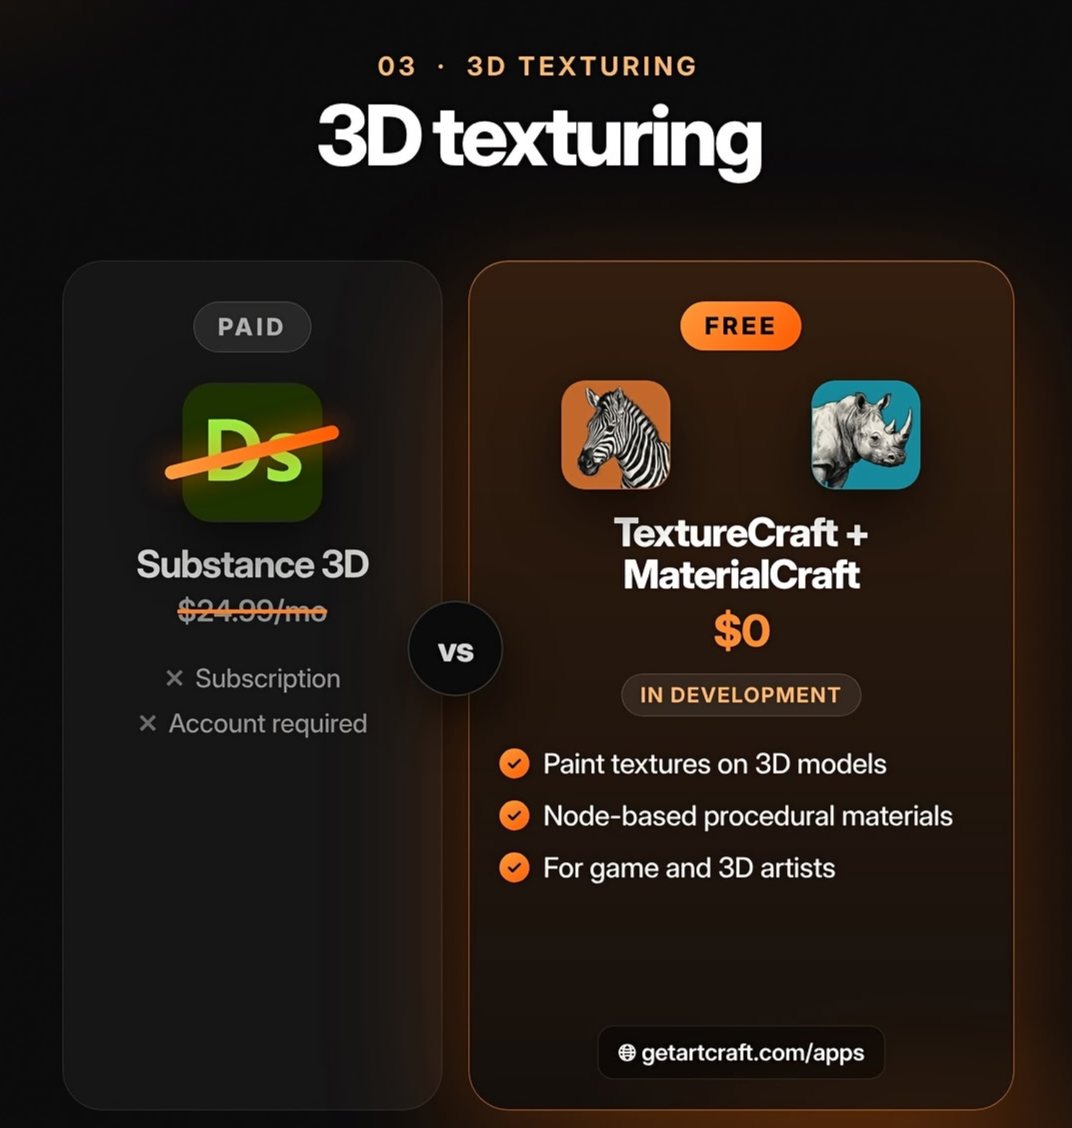 03 · 3D TEXTURING
3D texturing
PAID
Ds
Substance 3D
$24.99/mo
✕ Subscription
✕ Account required
vs
FREE
TextureCraft +
MaterialCraft
$0
IN DEVELOPMENT
Paint textures on 3D models
Node-based procedural materials
For game and 3D artists
getartcraft.com/apps